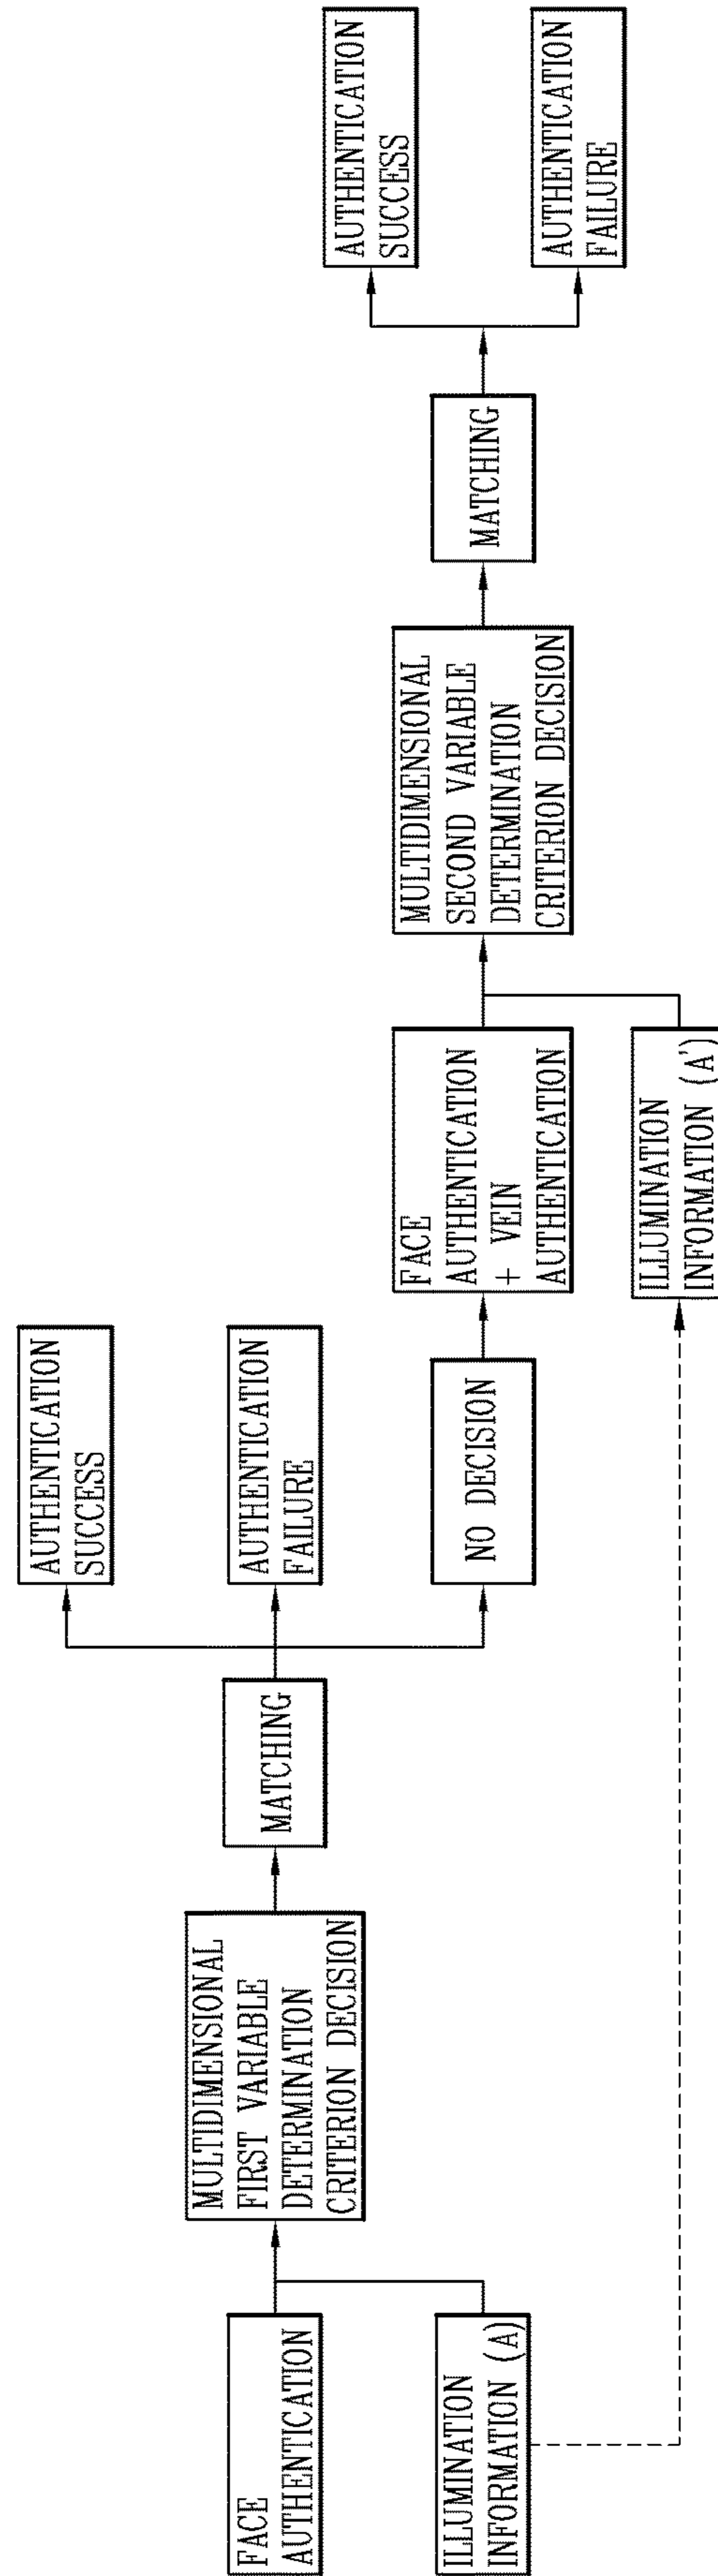 FACE
AUTHENTICATION
ILLUMINATION
INFORMATION (A)
MULTIDIMENSIONAL
FIRST VARIABLE
DETERMINATION
CRITERION DECISION
MATCHING
AUTHENTICATION
SUCCESS
AUTHENTICATION
FAILURE
NO DECISION
FACE
AUTHENTICATION
+ VEIN
AUTHENTICATION
ILLUMINATION
INFORMATION (A')
MULTIDIMENSIONAL
SECOND VARIABLE
DETERMINATION
CRITERION DECISION
MATCHING
AUTHENTICATION
SUCCESS
AUTHENTICATION
FAILURE